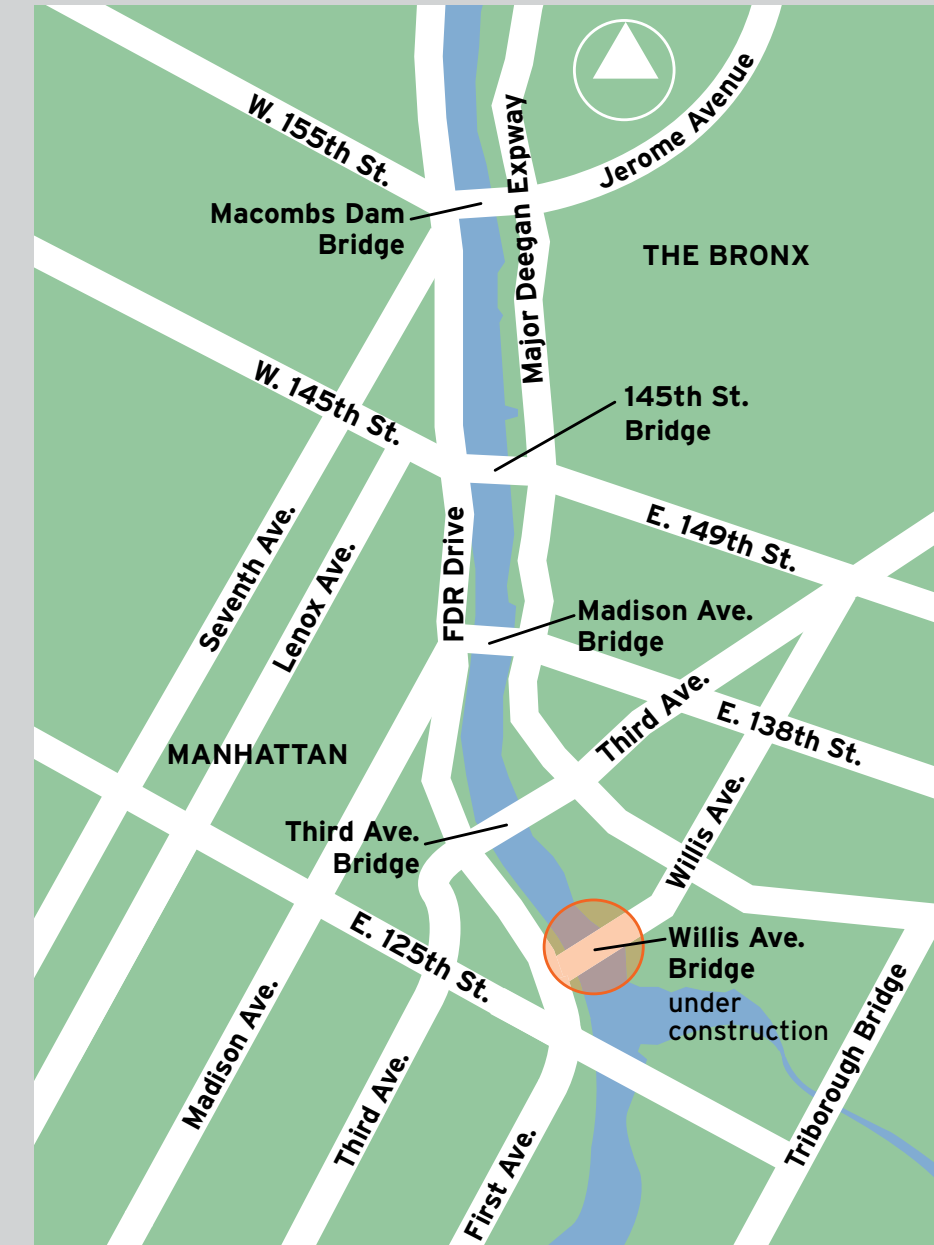 W. 155th St.
Jerome Avenue
Major Deegan Expway
Macombs Dam
Bridge
THE BRONX
W. 145th St.
145th St.
Bridge
Seventh Ave.
Lenox Ave.
FDR Drive
E. 149th St.
Madison Ave.
Bridge
Third Ave.
E. 138th St.
MANHATTAN
Third Ave.
Bridge
Willis Ave.
E. 125th St.
Willis Ave.
Bridge
under
construction
Madison Ave.
Third Ave.
First Ave.
Triborough Bridge